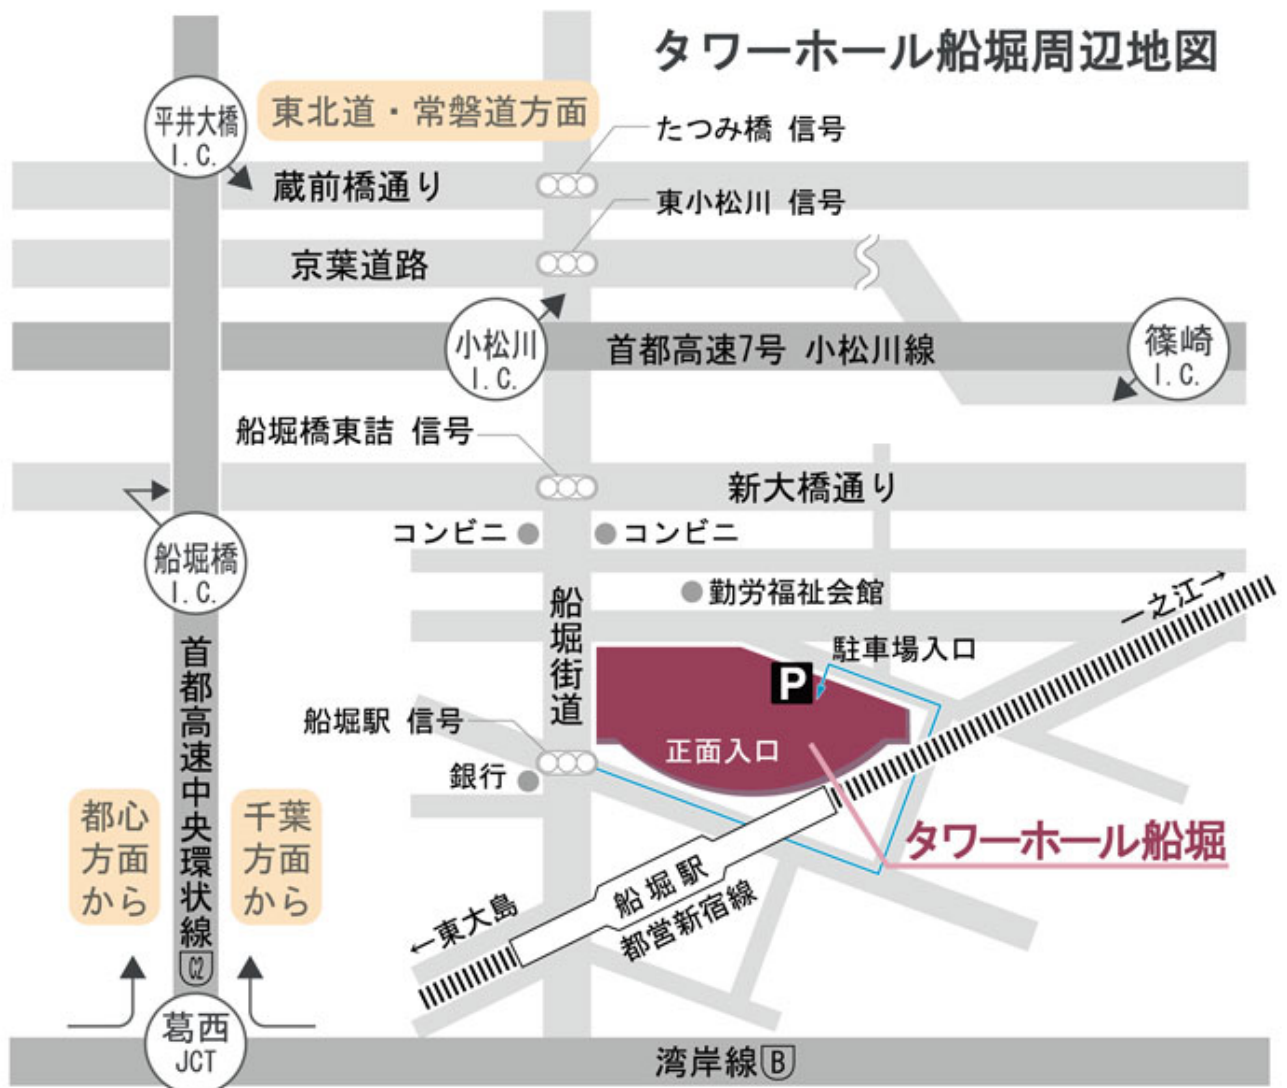 タワーホール船堀周辺地図
平井大橋
I.C.
東北道・常磐道方面
たつみ橋 信号
蔵前橋通り
東小松川 信号
京葉道路
小松川
I.C.
首都高速7号 小松川線
篠崎
I.C.
船堀橋東詰 信号
新大橋通り
コンビニ
コンビニ
船堀橋
I.C.
船堀街道
勤労福祉会館
一之江→
駐車場入口
P
首都高速中央環状線
C2
船堀駅 信号
正面入口
銀行
都心
方面
から
千葉
方面
から
タワーホール船堀
船堀駅
都営新宿線
←東大島
葛西
JCT
湾岸線
B